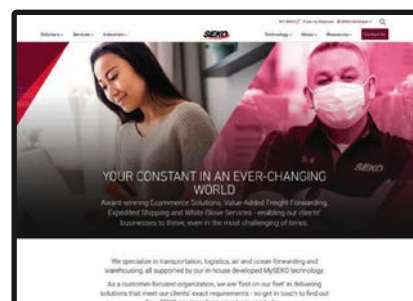 Solutions Services Industries SEKO Technology About Resources Contact Us
SEKO
YOUR CONSTANT IN AN EVER-CHANGING
WORLD
Award-winning Ecommerce Solutions, Value-Added Freight Forwarding,
Expedited Shipping and White Glove Services - enabling our clients'
businesses to thrive, even in the most challenging of times.
We specialize in transportation, logistics, air and ocean forwarding and
warehousing, all supported by our in-house developed MySEKO technology.
As a customer-focused organization, we are 'fast on our feet' in delivering
solutions that meet our clients' exact requirements - so get in touch to find out